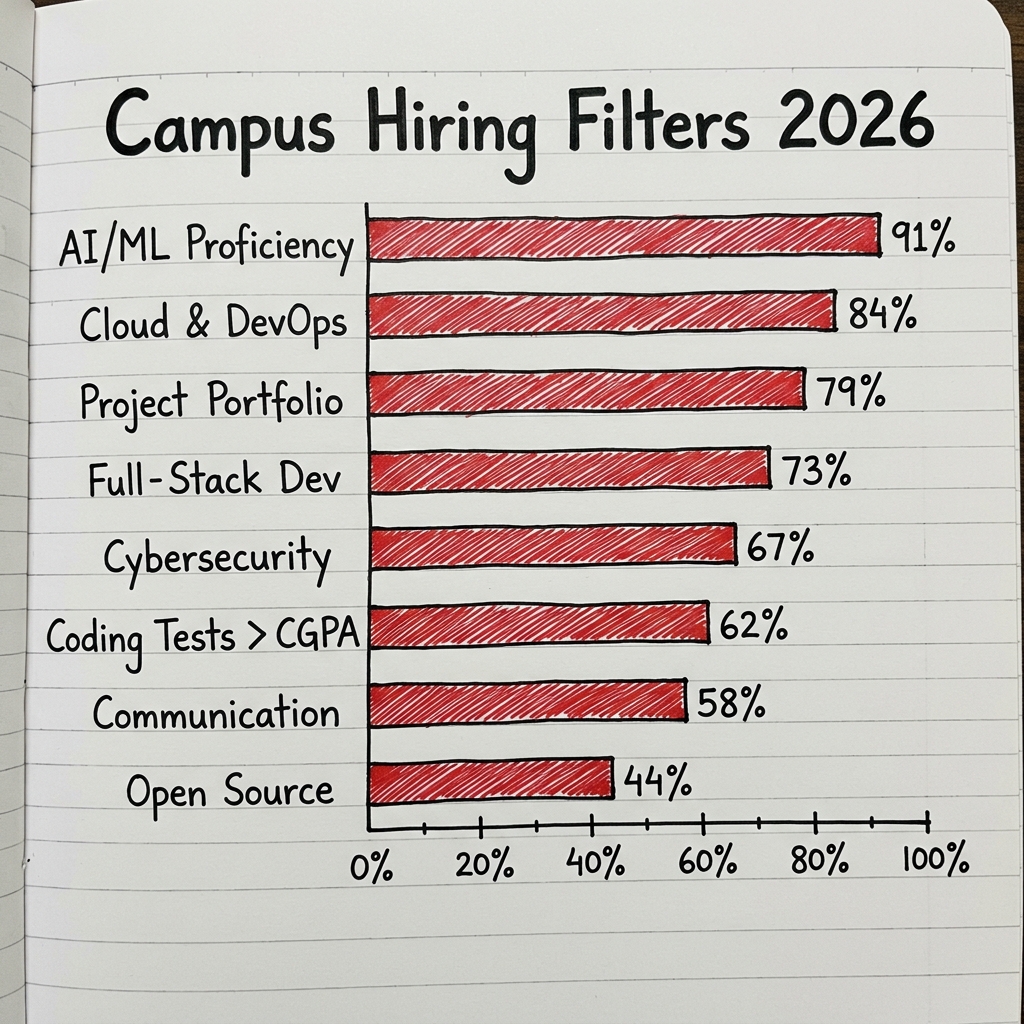 Campus Hiring Filters 2026
AI/ML Proficiency 91%
Cloud & DevOps 84%
Project Portfolio 79%
Full-Stack Dev 73%
Cybersecurity 67%
Coding Tests > CGPA 62%
Communication 58%
Open Source 44%
0% 20% 40% 60% 80% 100%